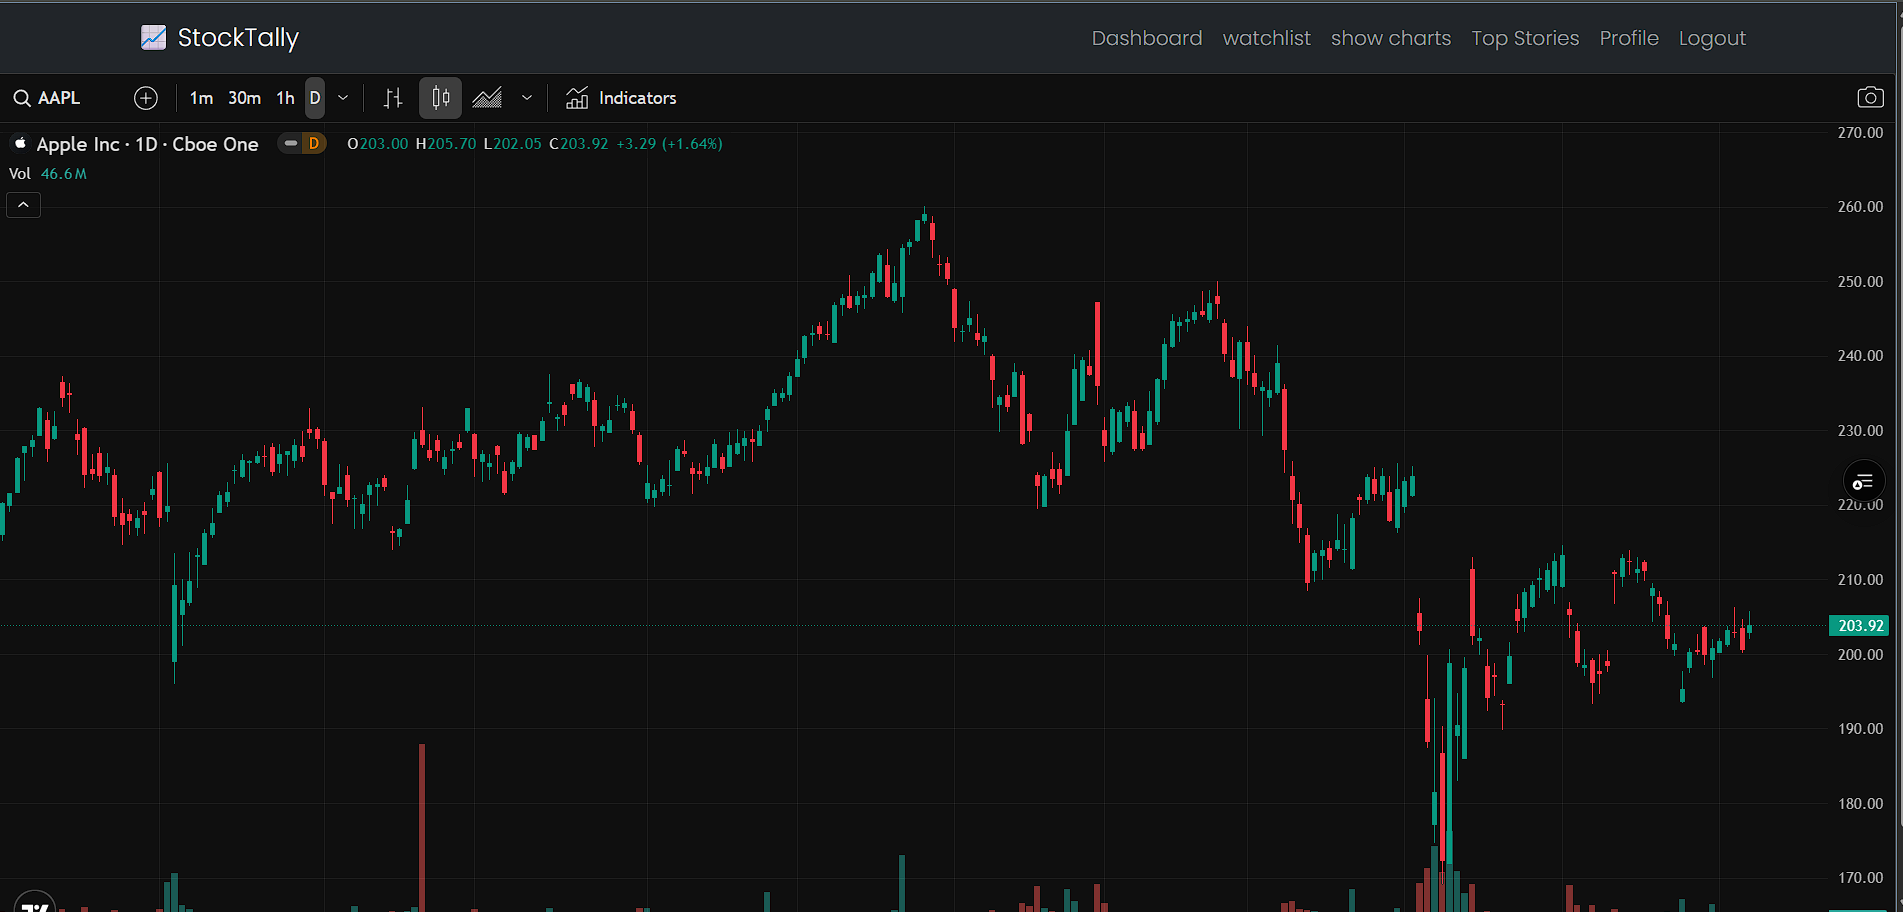 StockTally
Dashboard watchlist show charts Top Stories Profile Logout
AAPL 1m 30m 1h D Indicators
Apple Inc · 1D · Cboe One D O203.00 H205.70 L202.05 C203.92 +3.29 (+1.64%)
Vol 46.6M
270.00
260.00
250.00
240.00
230.00
220.00
210.00
203.92
200.00
190.00
180.00
170.00